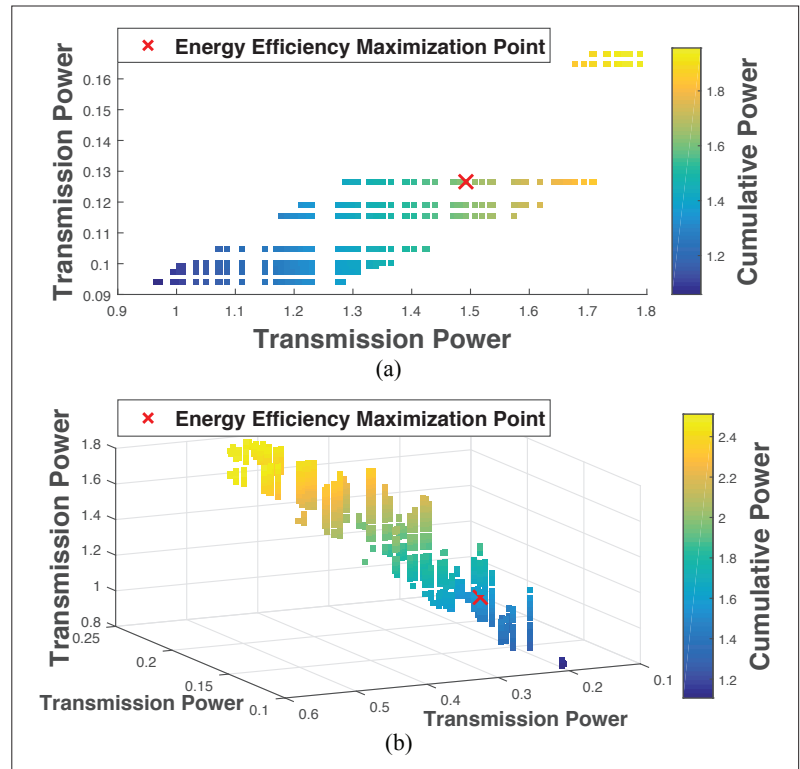 Energy Efficiency Maximization Point
Transmission Power
0.16
0.15
0.14
0.13
0.12
0.11
0.1
0.09
0.9 1 1.1 1.2 1.3 1.4 1.5 1.6 1.7 1.8
Transmission Power
1.8
1.6
1.4
1.2
Cumulative Power
(a)
Energy Efficiency Maximization Point
Transmission Power
1.8
1.6
1.4
1.2
1
0.8
0.25
0.2
0.15
0.1
Transmission Power
0.6
0.5
0.4
0.3
0.2
0.1
Transmission Power
2.4
2.2
2
1.8
1.6
1.4
1.2
Cumulative Power
(b)